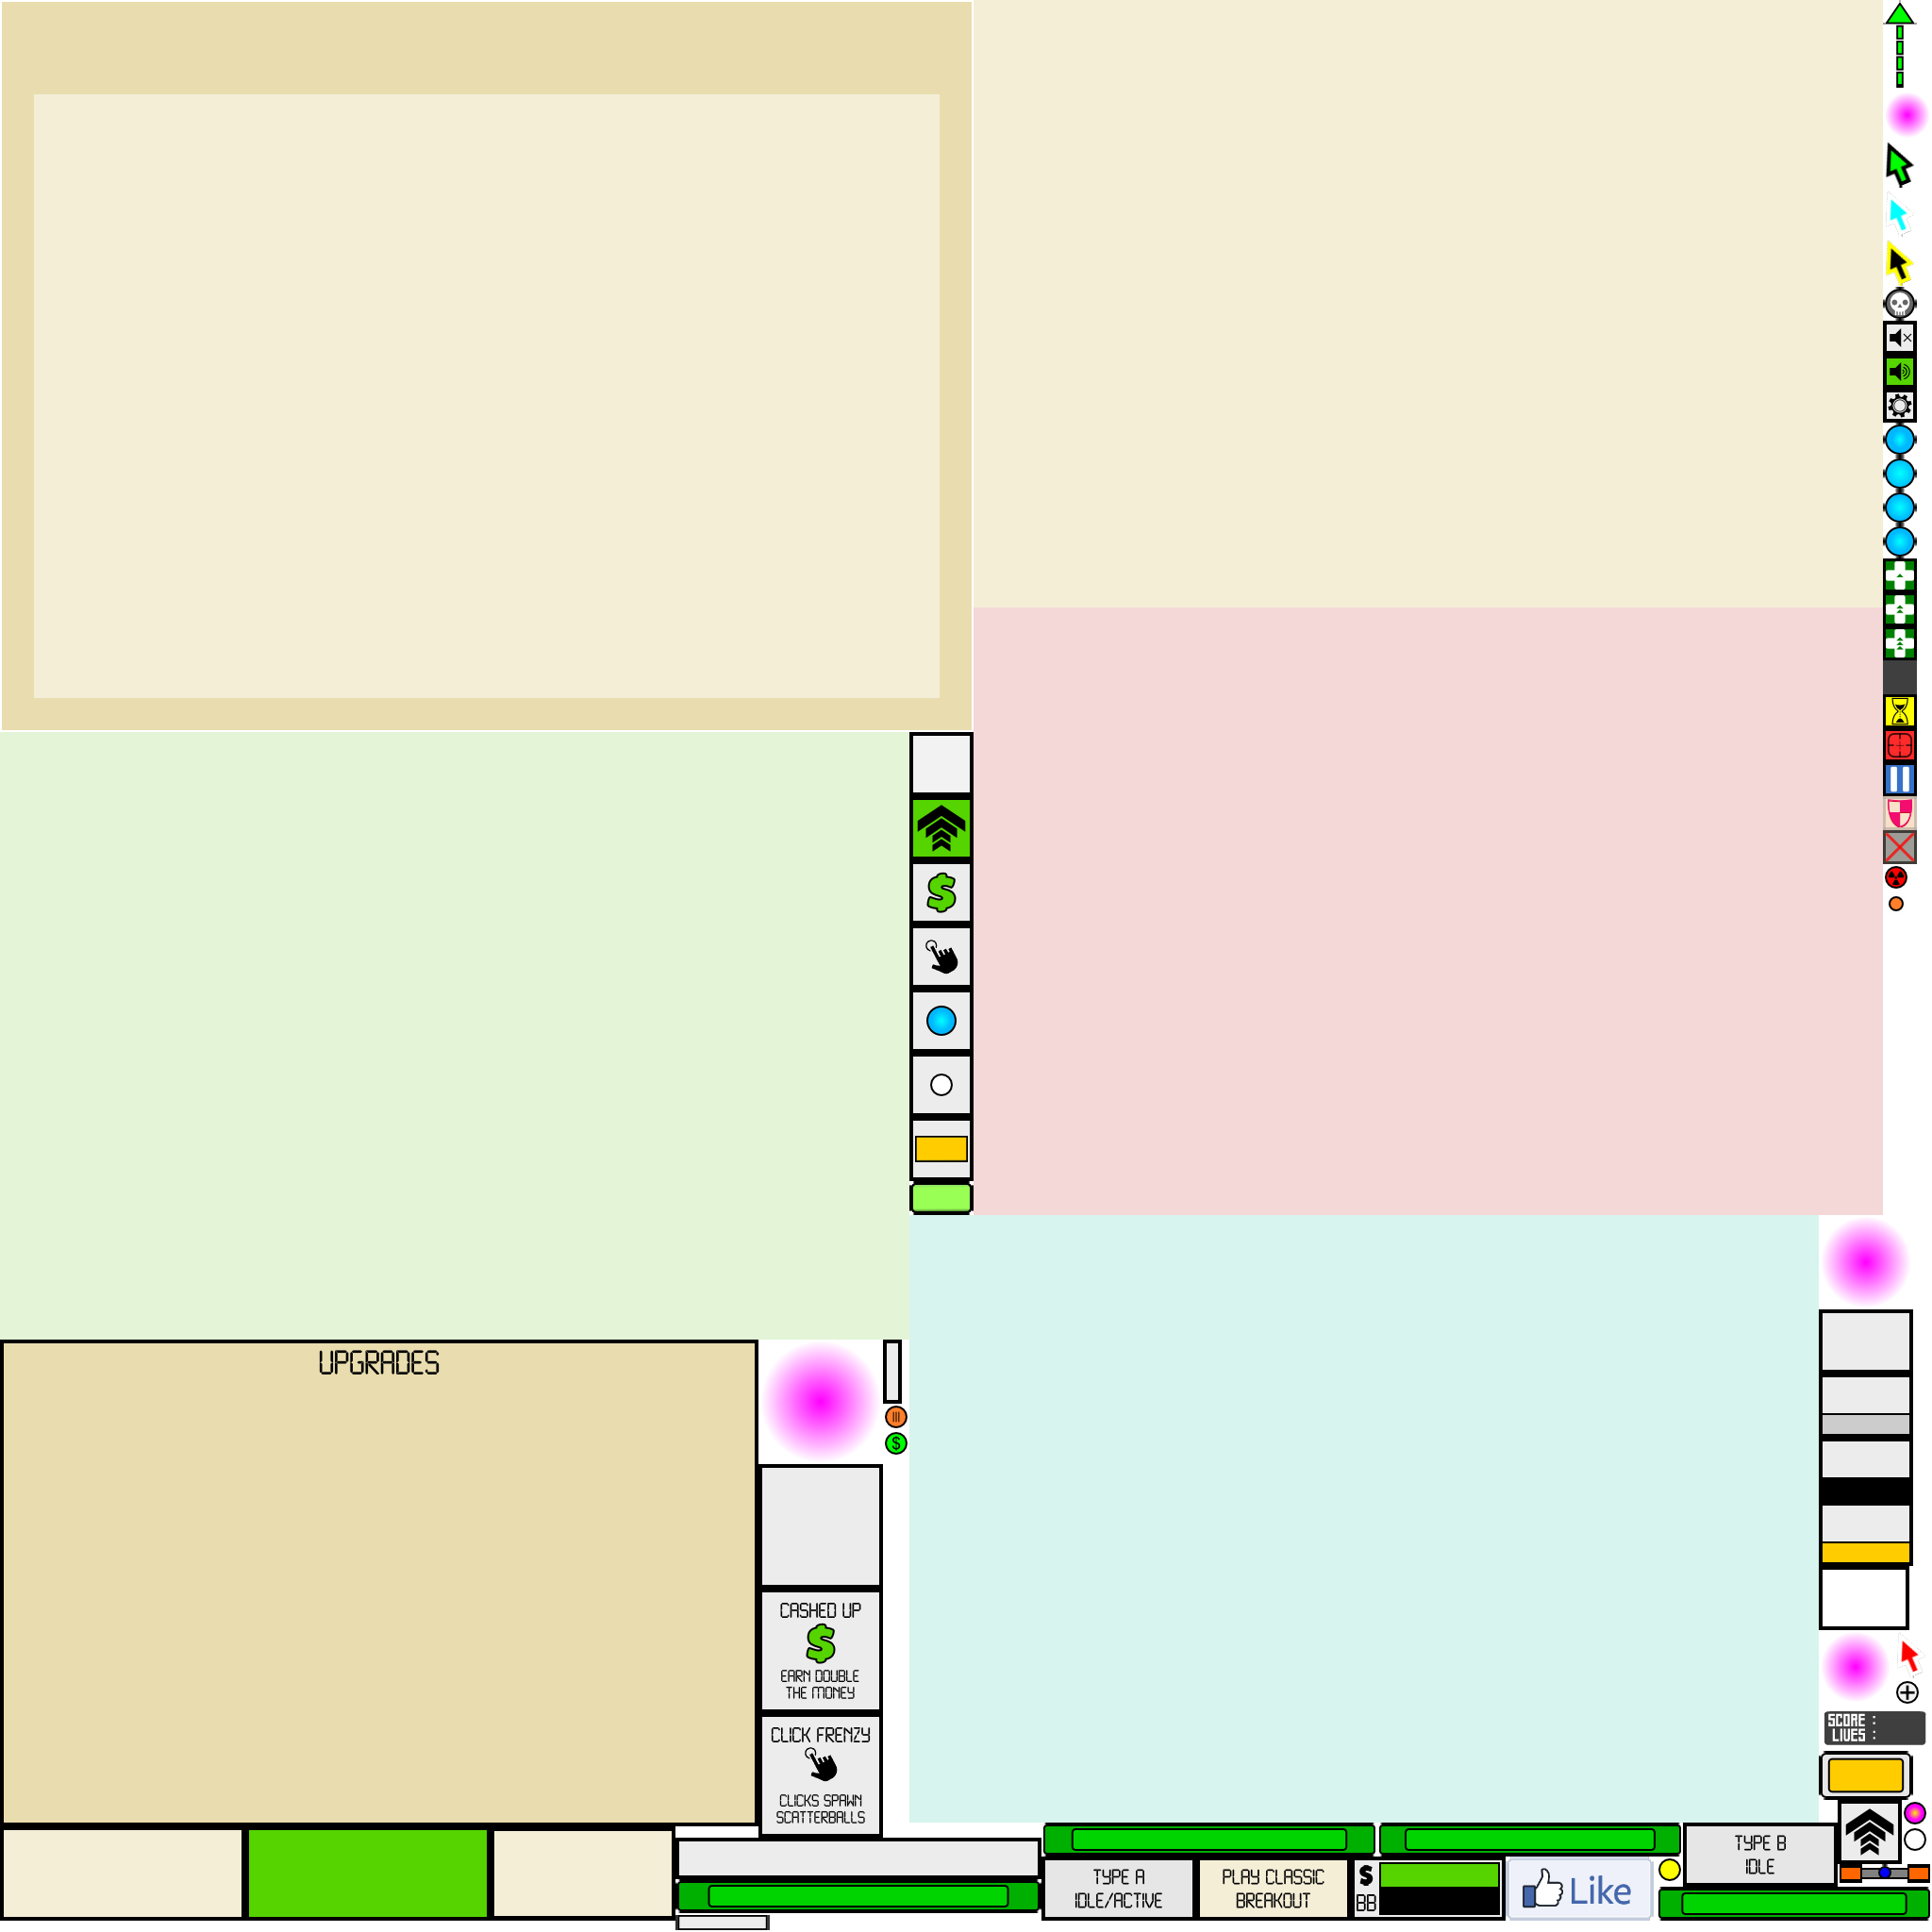 UPGRADES
$
CASHED UP
EARN DOUBLE
THE MONEY
CLICK FRENZY
CLICKS SPAWN
SCATTERBALLS
SCORE :
LIVES :
TYPE A
IDLE/ACTIVE
PLAY CLASSIC
BREAKOUT
$
BB
Like
TYPE B
IDLE